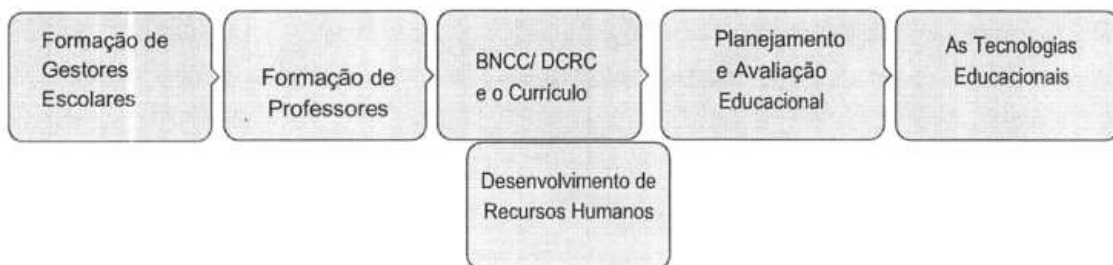 Formação de
Gestores
Escolares
Formação de
Professores
BNCC/ DCRC
e o Currículo
Planejamento
e Avaliação
Educacional
As Tecnologias
Educacionais
Desenvolvimento de
Recursos Humanos